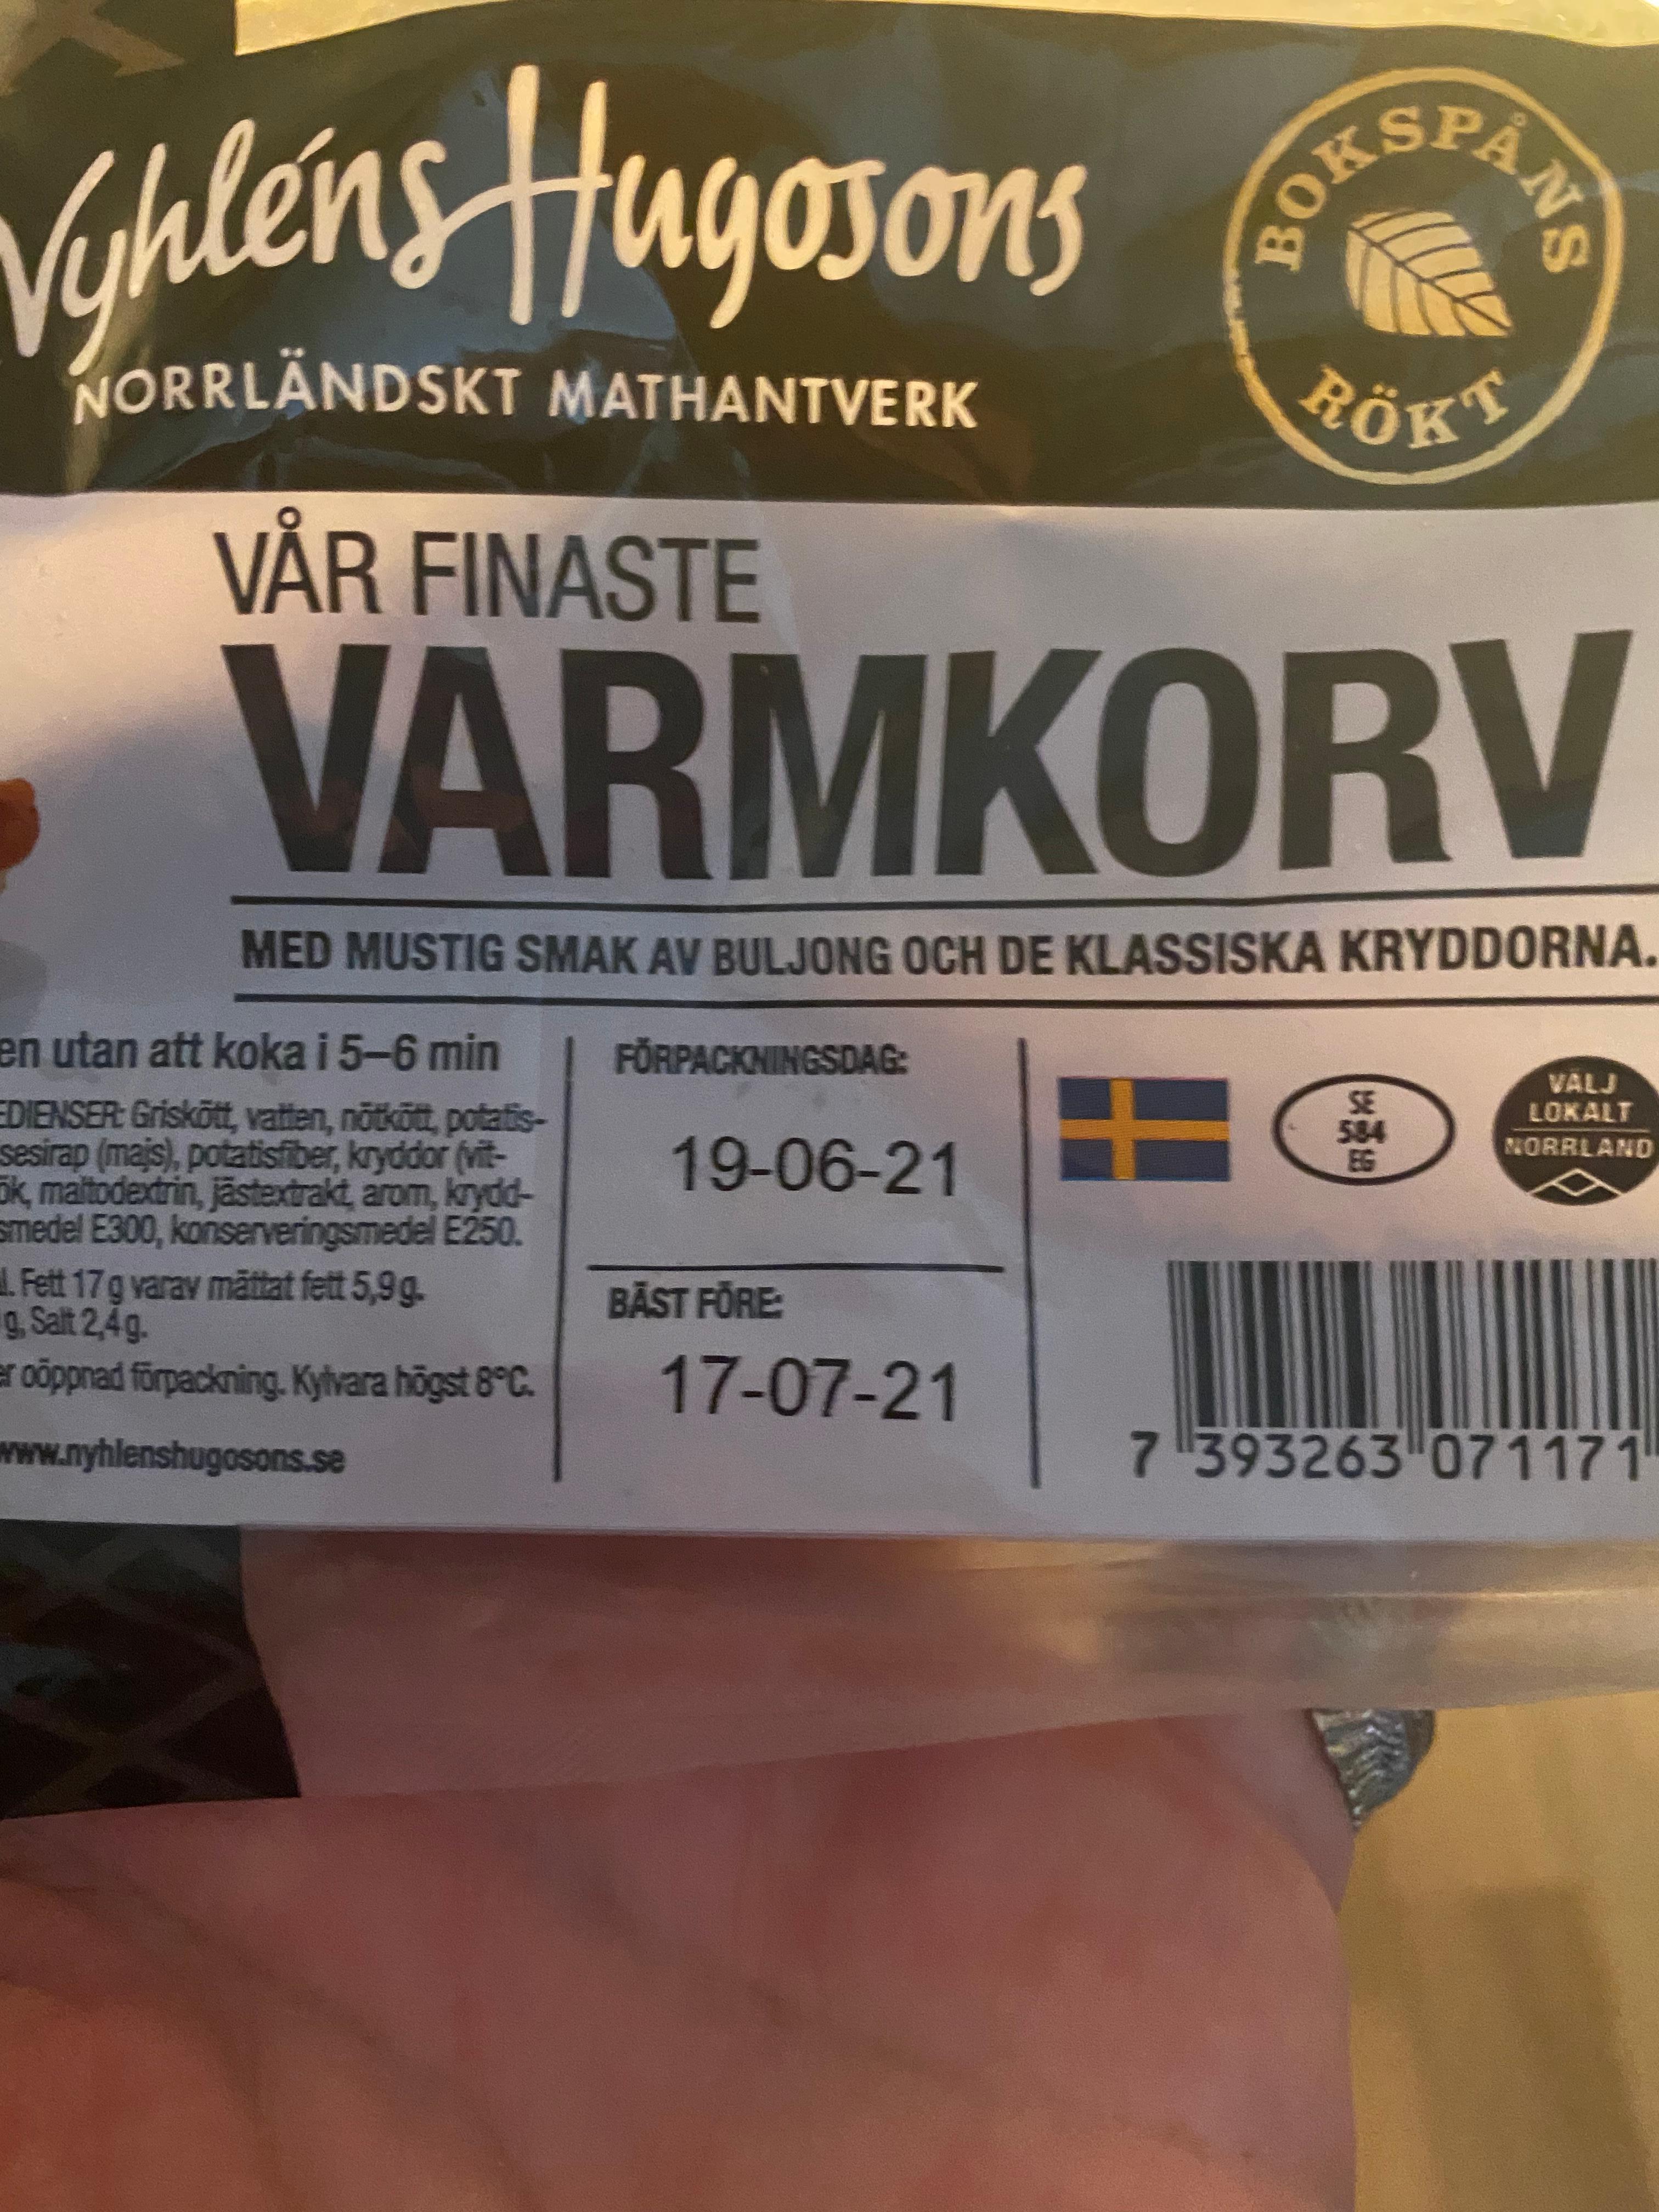 Nyhléns Hugosons
NORRLÄNDSKT MATHANTVERK
BOKSPÅNS
RÖKT
VÅR FINASTE
VARMKORV
MED MUSTIG SMAK AV BULJONG OCH DE KLASSISKA KRYDDORNA.
en utan att koka i 5–6 min
EDIENSER: Griskött, vatten, nötkött, potatis-
sesirap (majs), potatisfiber, kryddor (vit-
ök, maltodextrin, jästextrakt, arom, krydd-
smedel E300, konserveringsmedel E250.
l. Fett 17 g varav mättat fett 5,9 g.
g, Salt 2,4 g.
er oöppnad förpackning. Kylvara högst 8°C.
www.nyhlenshugosons.se
FÖRPACKNINGSDAG:
19-06-21
BÄST FÖRE:
17-07-21
SE
584
EG
VÄLJ
LOKALT
NORRLAND
7 393263 071171